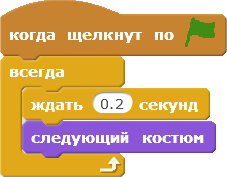 когда щелкнут по
всегда
ждать 0.2 секунд
следующий костюм